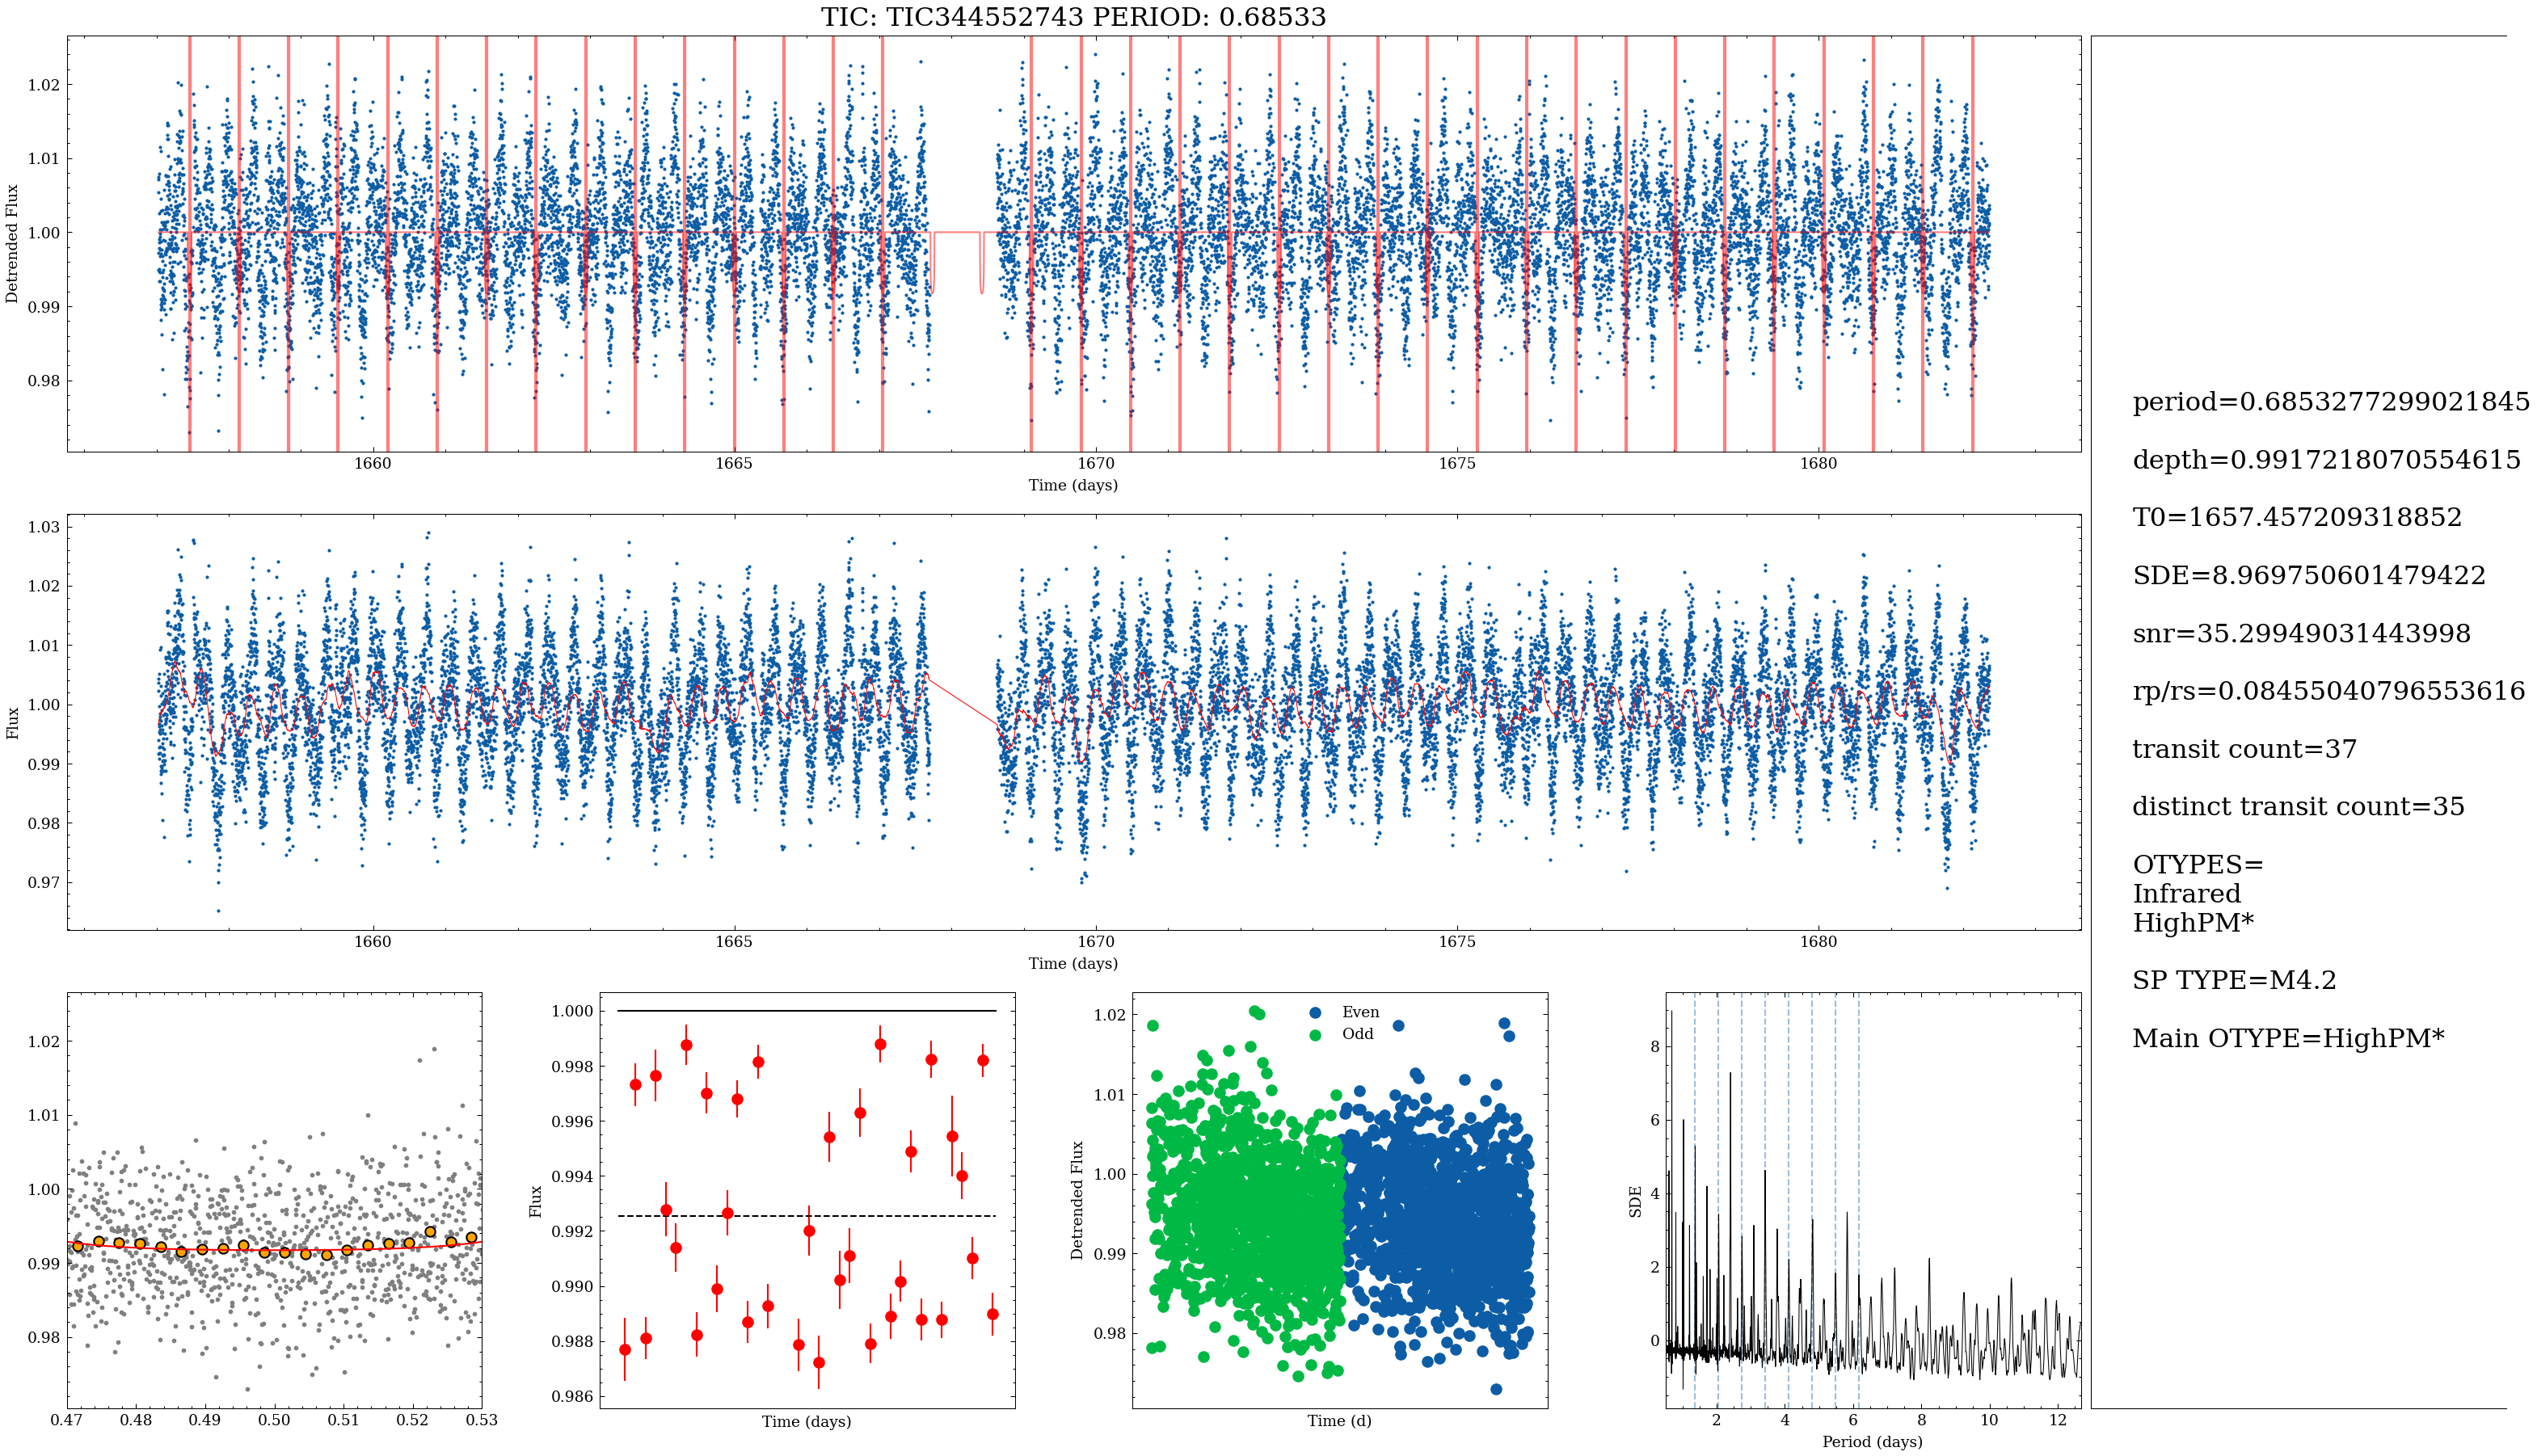 TIC: TIC344552743 PERIOD: 0.68533
1.02
1.01
1.00
0.99
0.98
Detrended Flux
1660
1665
1670
1675
1680
Time (days)
1.03
1.02
1.01
1.00
0.99
0.98
0.97
Flux
1660
1665
1670
1675
1680
Time (days)
1.02
1.01
1.00
0.99
0.98
0.47
0.48
0.49
0.50
0.51
0.52
0.53
1.000
0.998
0.996
0.994
0.992
0.990
0.988
0.986
Flux
Time (days)
1.02
1.01
1.00
0.99
0.98
Detrended Flux
Even
Odd
Time (d)
8
6
4
2
0
SDE
2
4
6
8
10
12
Period (days)
period=0.6853277299021845
depth=0.9917218070554615
T0=1657.457209318852
SDE=8.969750601479422
snr=35.29949031443998
rp/rs=0.08455040796553616
transit count=37
distinct transit count=35
OTYPES=
Infrared
HighPM*
SP TYPE=M4.2
Main OTYPE=HighPM*